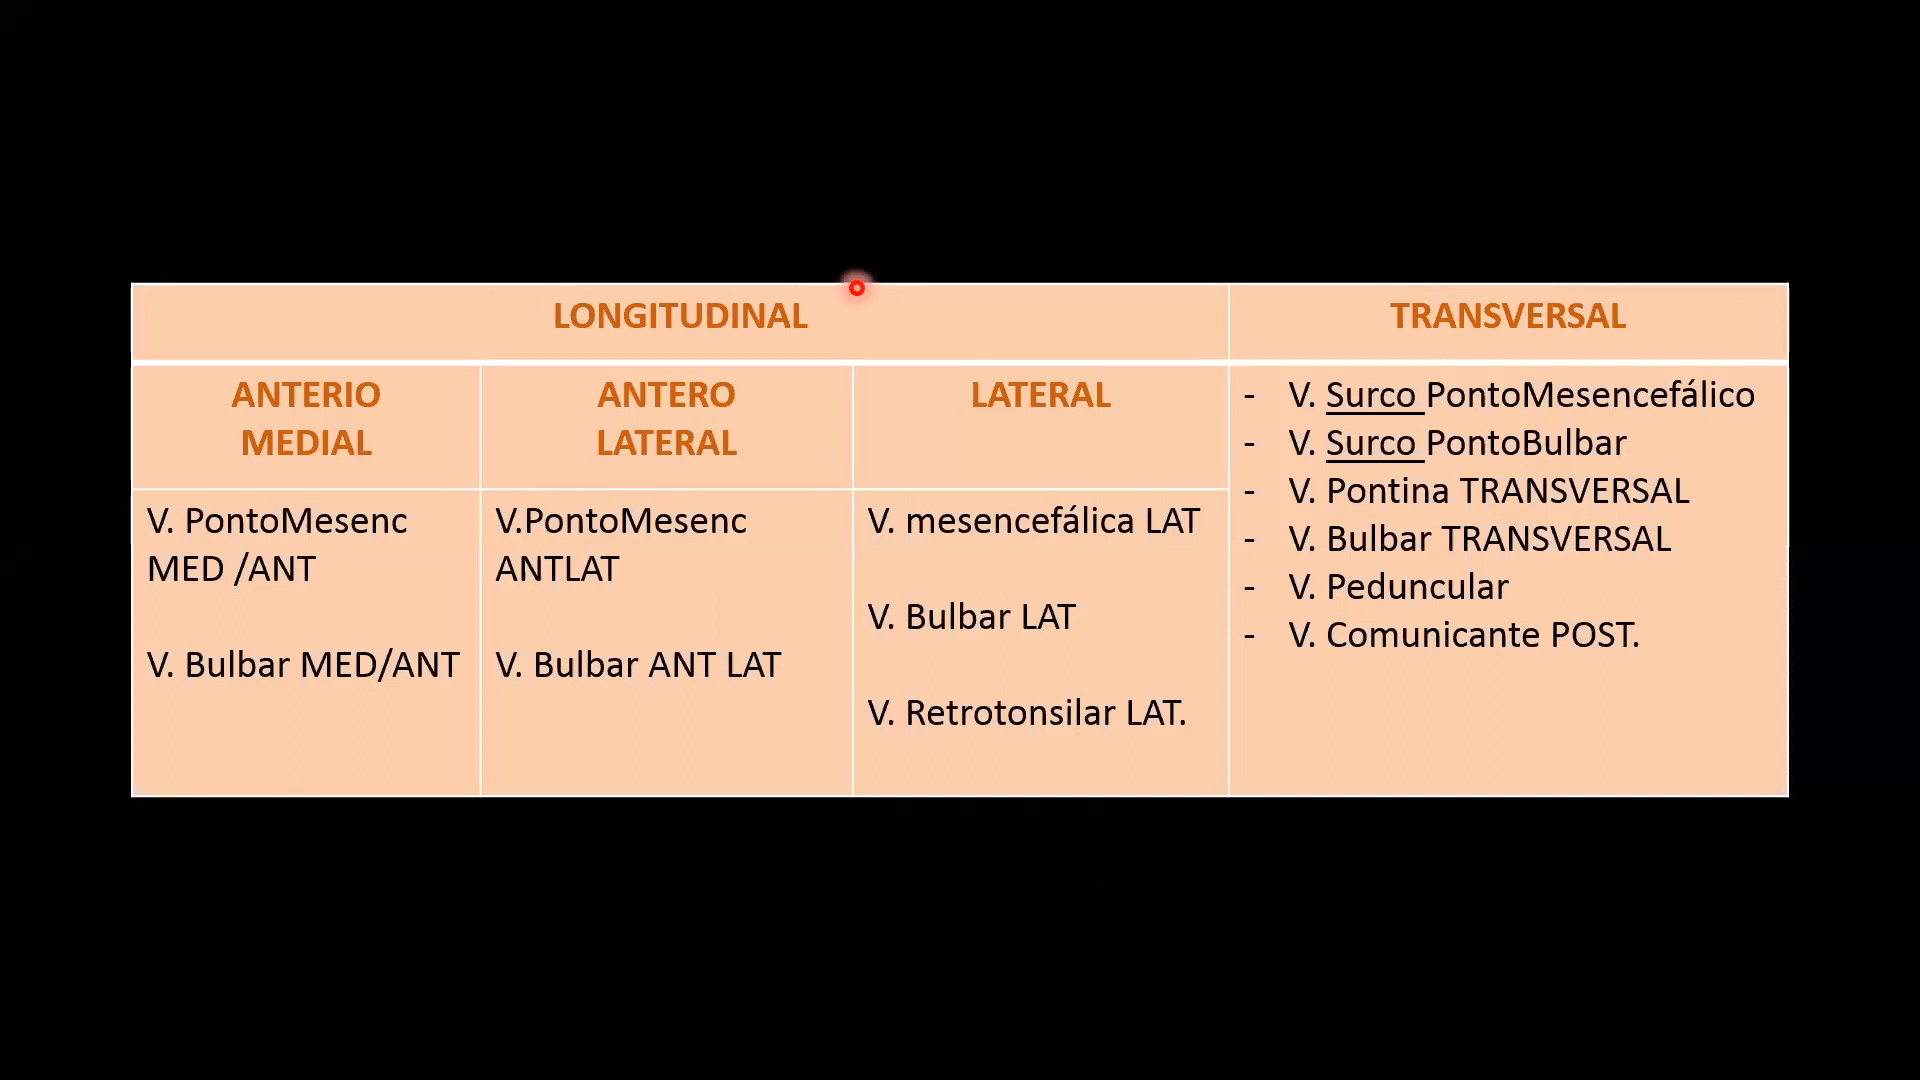 LONGITUDINAL
TRANSVERSAL
ANTERIO
MEDIAL
ANTERO
LATERAL
LATERAL
V. PontoMesenc
MED /ANT
V. Bulbar MED/ANT
V.PontoMesenc
ANTLAT
V. Bulbar ANT LAT
V. mesencefálica LAT
V. Bulbar LAT
V. Retrotonsilar LAT.
- V. Surco PontoMesencefálico
- V. Surco PontoBulbar
- V. Pontina TRANSVERSAL
- V. Bulbar TRANSVERSAL
- V. Peduncular
- V. Comunicante POST.